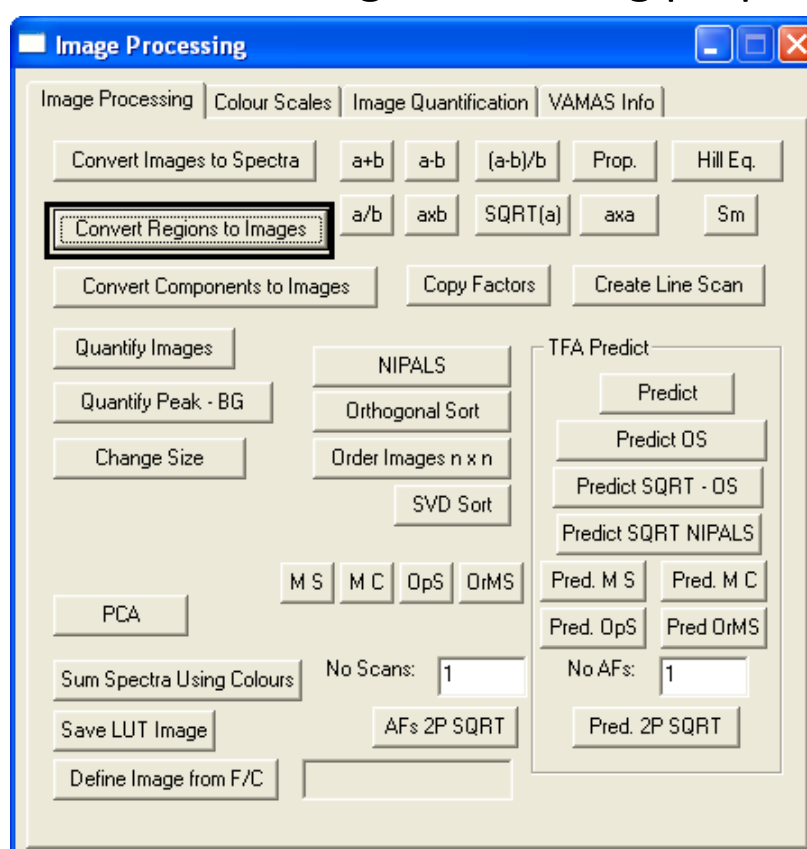 Image Processing
Image Processing Colour Scales Image Quantification VAMAS Info
Convert Images to Spectra a+b a-b (a-b)/b Prop. Hill Eq.
Convert Regions to Images a/b axb SQRT(a) axa Sm
Convert Components to Images Copy Factors Create Line Scan
Quantify Images NIPALS TFA Predict
Quantify Peak - BG Orthogonal Sort Predict
Change Size Order Images n x n Predict OS
SVD Sort Predict SQRT - OS
Predict SQRT NIPALS
M S M C OpS OrMS Pred. M S Pred. M C
PCA Pred. OpS Pred OrMS
Sum Spectra Using Colours No Scans: 1 No AFs: 1
Save LUT Image AFs 2P SQRT Pred. 2P SQRT
Define Image from F/C